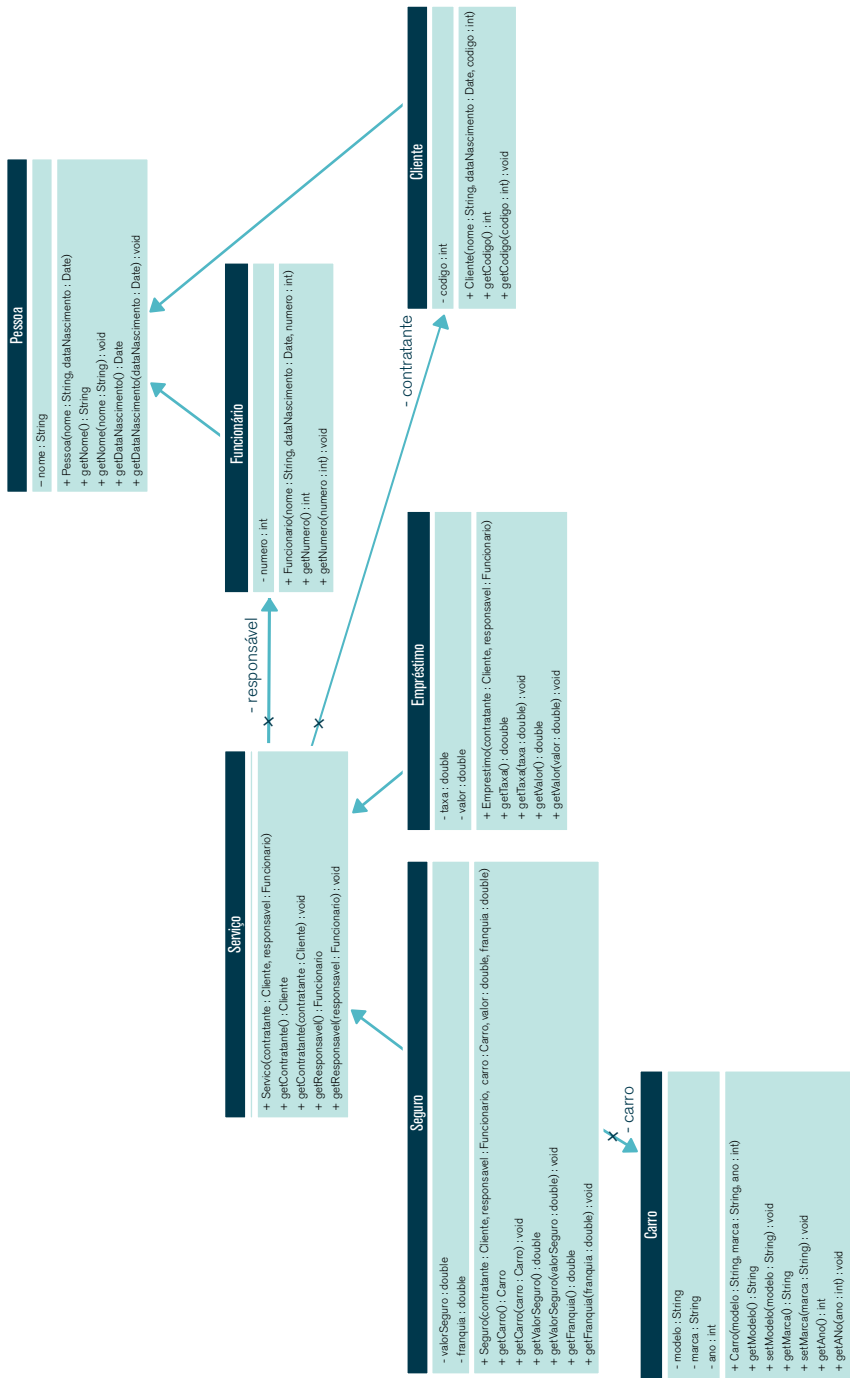 Pessoa
– nome : String
+ Pessoa(nome : String, dataNascimento : Date)
+ getNome() : String
+ getNome(nome : String) : void
+ getDataNascimento() : Date
+ getDataNascimento(dataNascimento : Date) : void
Serviço
+ Servico(contratante : Cliente, responsavel : Funcionario)
+ getContratante() : Cliente
+ getContratante(contratante : Cliente) : void
+ getResponsavel() : Funcionario
+ getResponsavel(responsavel : Funcionario) : void
- responsável
Funcionário
- numero : int
+ Funcionario(nome : String, dataNascimento : Date, numero : int)
+ getNumero() : int
+ getNumero(numero : int) : void
- contratante
Seguro
- valorSeguro : double
- franquia : double
+ Seguro(contratante : Cliente, responsavel : Funcionario, carro : Carro, valor : double, franquia : double)
+ getCarro() : Carro
+ getCarro(carro : Carro) : void
+ getValorSeguro() : double
+ getValorSeguro(valorSeguro : double) : void
+ getFranquia() : double
+ getFranquia(franquia : double) : void
Empréstimo
- taxa : double
- valor : double
+ Emprestimo(contratante : Cliente, responsavel : Funcionario)
+ getTaxa() : doouble
+ getTaxa(taxa : double) : void
+ getValor() : double
+ getValor(valor : double) : void
Cliente
- codigo : int
+ Cliente(nome : String, dataNascimento : Date, codigo : int)
+ getCodigo() : int
+ getCodigo(codigo : int) : void
- carro
Carro
- modelo : String
- marca : String
- ano : int
+ Carro(modelo : String, marca : String, ano : int)
+ getModelo() : String
+ setModelo(modelo : String) : void
+ getMarca() : String
+ setMarca(marca : String) : void
+ getAno() : int
+ getANo(ano : int) : void